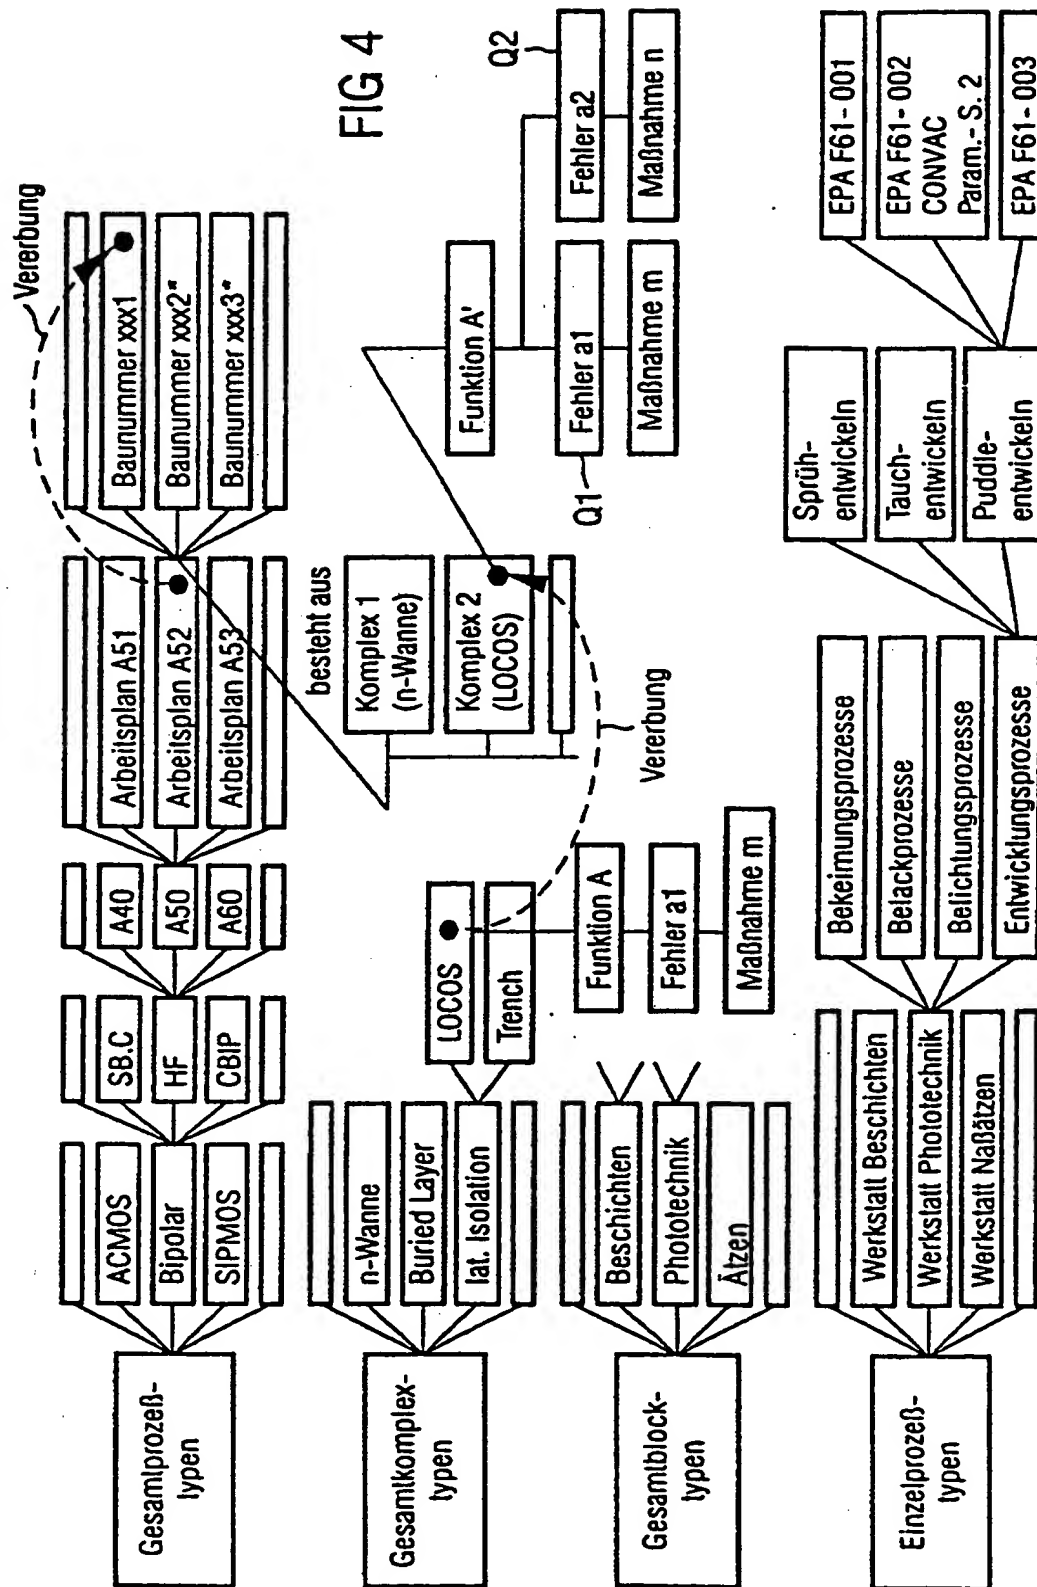 FIG 4
Gesamtprozeß-
typen
ACMOS
Bipolar
SIPMOS
SB.C
HF
CBIP
A40
A50
A60
Arbeitsplan A51
Arbeitsplan A52
Arbeitsplan A53
Baunummer xxx1
Baunummer xxx2*
Baunummer xxx3*
Vererbung
Gesamtkomplex-
typen
n-Wanne
Buried Layer
lat. Isolation
LOCOS
Trench
Funktion A
Fehler a1
Maßnahme m
Vererbung
besteht aus
Komplex 1
(n-Wanne)
Komplex 2
(LOCOS)
Funktion A'
Fehler a1
Maßnahme m
Q1
Fehler a2
Maßnahme n
Q2
Gesamtblock-
typen
Beschichten
Phototechnik
Ätzen
Einzelprozeß-
typen
Werkstatt Beschichten
Werkstatt Phototechnik
Werkstatt Naßätzen
Bekeimungsprozesse
Belackprozesse
Belichtungsprozesse
Entwicklungsprozesse
Sprüh-
entwickeln
Tauch-
entwickeln
Puddle-
entwickeln
EPA F61- 001
EPA F61- 002
CONVAC
Param.- S. 2
EPA F61- 003